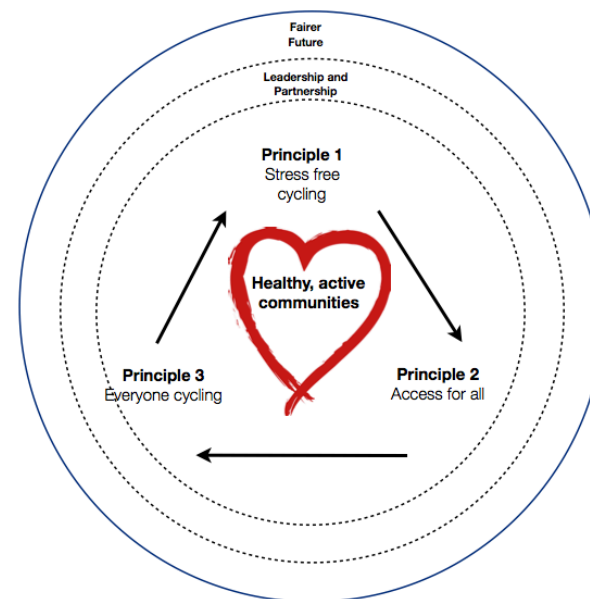 Fairer
Future
Leadership and
Partnership
Principle 1
Stress free
cycling
Healthy, active
communities
Principle 3
Everyone cycling
Principle 2
Access for all